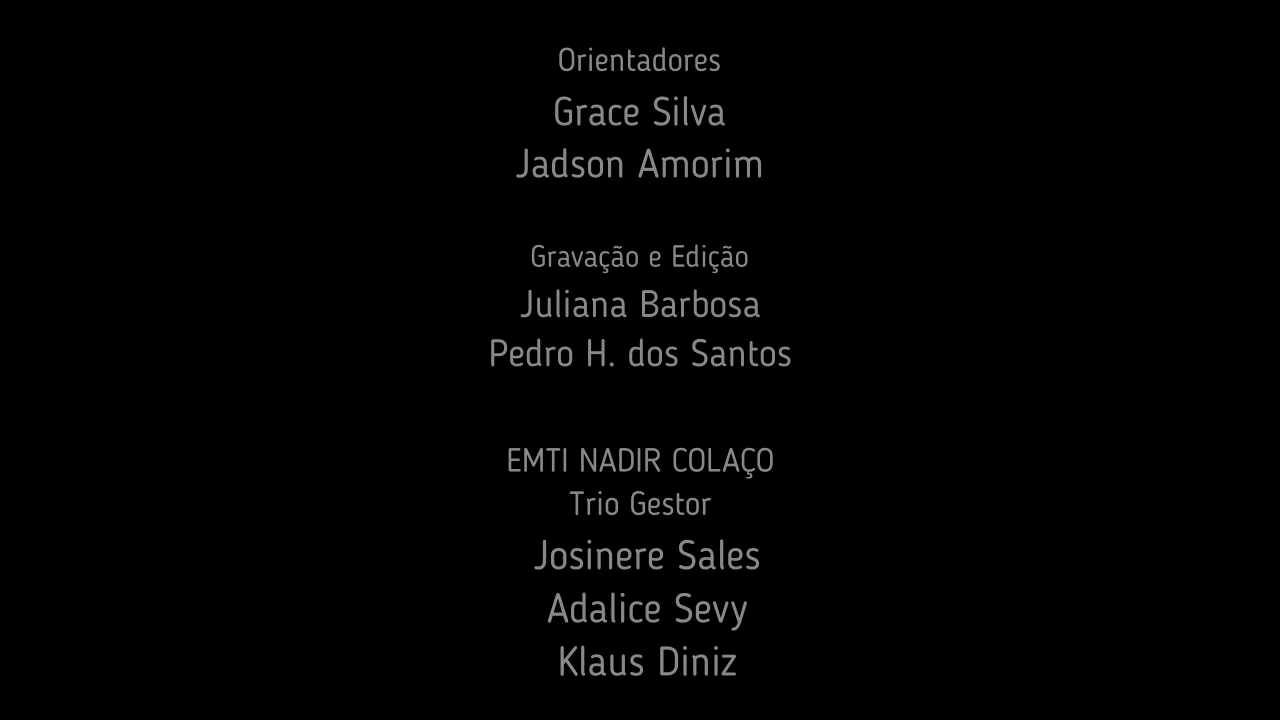 Orientadores
Grace Silva
Jadson Amorim
Gravação e Edição
Juliana Barbosa
Pedro H. dos Santos
EMTI NADIR COLAÇO
Trio Gestor
Josinere Sales
Adalice Sevy
Klaus Diniz